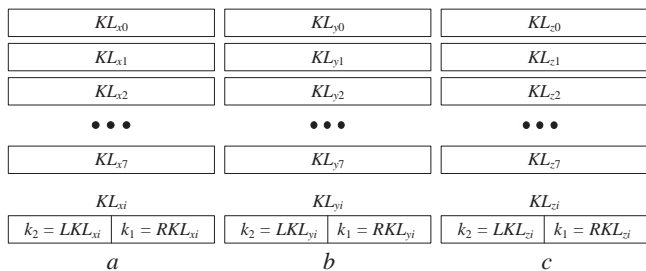 KLx0 KLy0 KLz0
KLx1 KLy1 KLz1
KLx2 KLy2 KLz2
••• ••• •••
KLx7 KLy7 KLz7
KLxi KLyi KLzi
k2 = LKLxi k1 = RKLxi k2 = LKLyi k1 = RKLyi k2 = LKLzi k1 = RKLzi
a b c